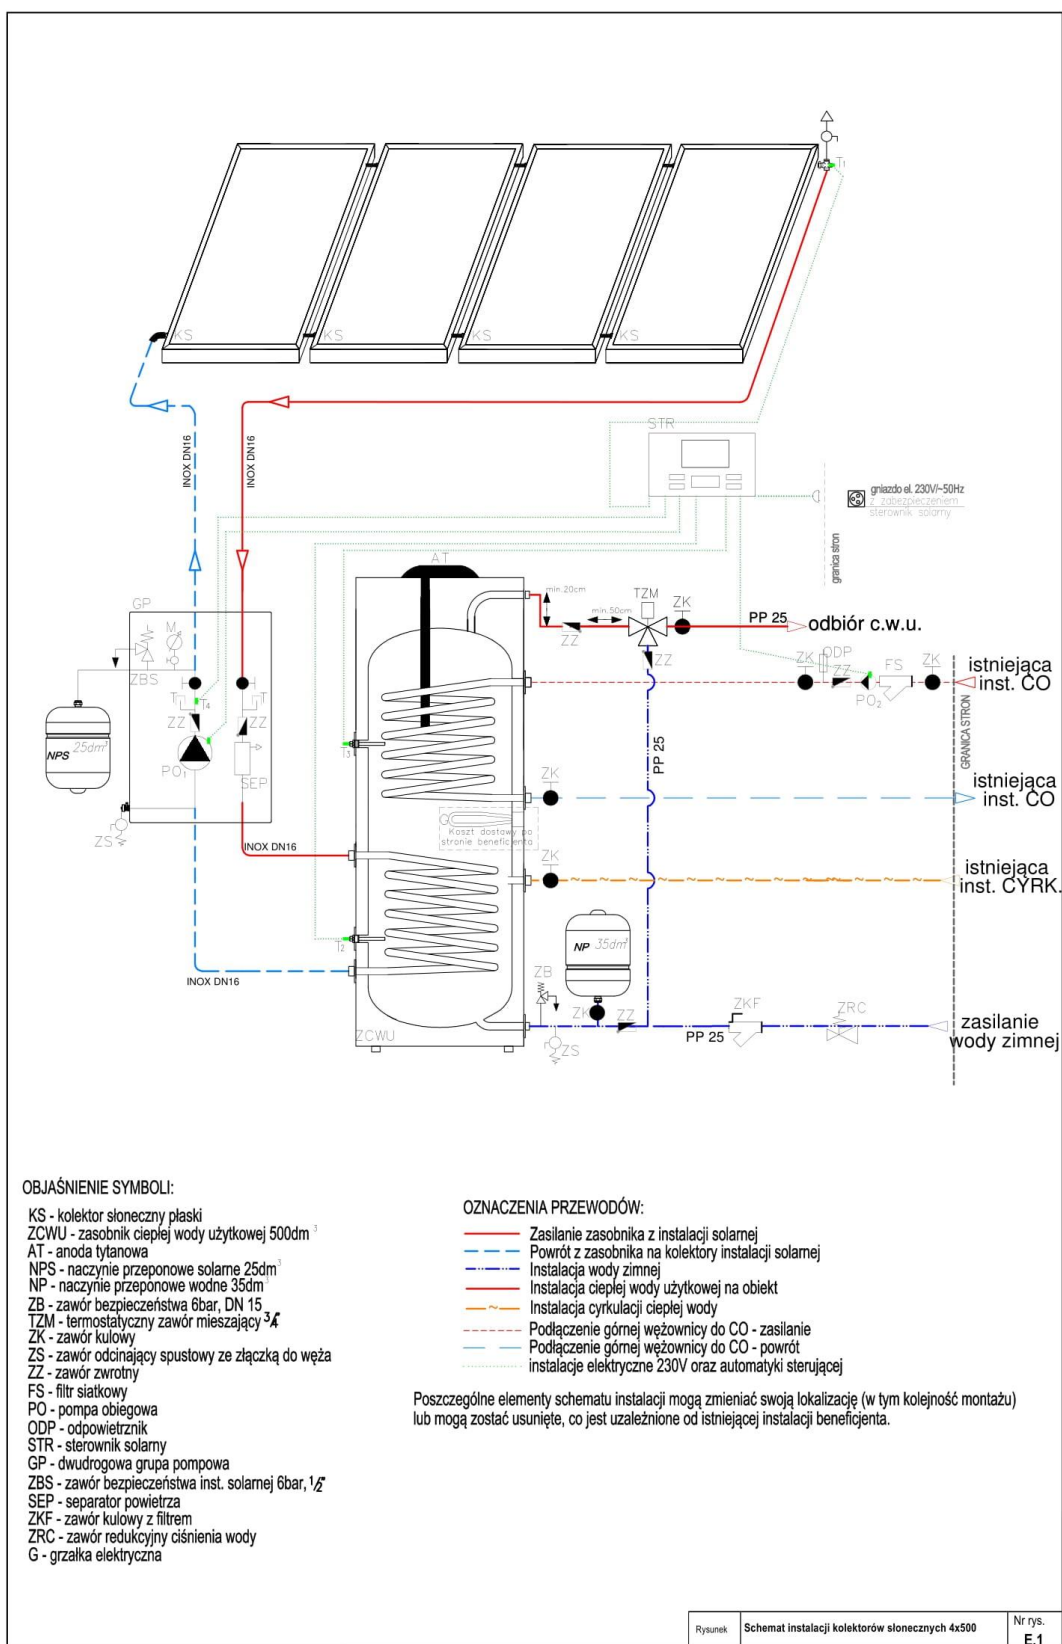 T1
KS
KS
KS
KS
STR
INOX DN16
INOX DN16
gniazdo el. 230V/~50Hz
z zabezpieczeniem
sterownik solarny
granica stron
AT
GP
min.20cm
TZM
min.50cm
ZK
ZZ
PP 25
odbiór c.w.u.
M
ZBS
ZZ
ZK
ODP
ZZ
FS
ZK
PO2
istniejąca
inst. CO
T
T
T4
ZZ
ZZ
NPS 25dm3
PO1
SEP
T3
PP 25
GRANICA STRON
ZK
istniejąca
inst. CO
ZS
G
Koszt dostawy po
stronie beneficjenta
INOX DN16
ZK
istniejąca
inst. CYRK.
NP 35dm3
T2
INOX DN16
ZB
ZK
ZZ
ZKF
ZRC
ZCWU
ZS
PP 25
zasilanie
wody zimnej
OBJAŚNIENIE SYMBOLI:
KS - kolektor słoneczny płaski
ZCWU - zasobnik ciepłej wody użytkowej 500dm3
AT - anoda tytanowa
NPS - naczynie przeponowe solarne 25dm3
NP - naczynie przeponowe wodne 35dm3
ZB - zawór bezpieczeństwa 6bar, DN 15
TZM - termostatyczny zawór mieszający 3/4"
ZK - zawór kulowy
ZS - zawór odcinający spustowy ze złączką do węża
ZZ - zawór zwrotny
FS - filtr siatkowy
PO - pompa obiegowa
ODP - odpowietrznik
STR - sterownik solarny
GP - dwudrogowa grupa pompowa
ZBS - zawór bezpieczeństwa inst. solarnej 6bar, 1/2"
SEP - separator powietrza
ZKF - zawór kulowy z filtrem
ZRC - zawór redukcyjny ciśnienia wody
G - grzałka elektryczna
OZNACZENIA PRZEWODÓW:
Zasilanie zasobnika z instalacji solarnej
Powrót z zasobnika na kolektory instalacji solarnej
Instalacja wody zimnej
Instalacja ciepłej wody użytkowej na obiekt
Instalacja cyrkulacji ciepłej wody
Podłączenie górnej wężownicy do CO - zasilanie
Podłączenie górnej wężownicy do CO - powrót
instalacje elektryczne 230V oraz automatyki sterującej
Poszczególne elementy schematu instalacji mogą zmieniać swoją lokalizację (w tym kolejność montażu)
lub mogą zostać usunięte, co jest uzależnione od istniejącej instalacji beneficjenta.
Rysunek
Schemat instalacji kolektorów słonecznych 4x500
Nr rys.
E.1